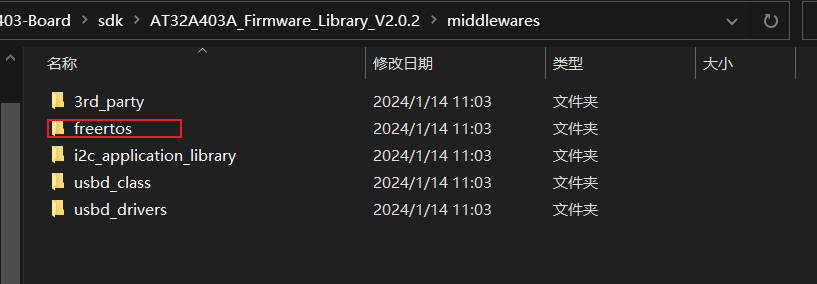 403-Board > sdk > AT32A403A_Firmware_Library_V2.0.2 > middlewares
名称 修改日期 类型 大小
3rd_party 2024/1/14 11:03 文件夹
freertos 2024/1/14 11:03 文件夹
i2c_application_library 2024/1/14 11:03 文件夹
usbd_class 2024/1/14 11:03 文件夹
usbd_drivers 2024/1/14 11:03 文件夹